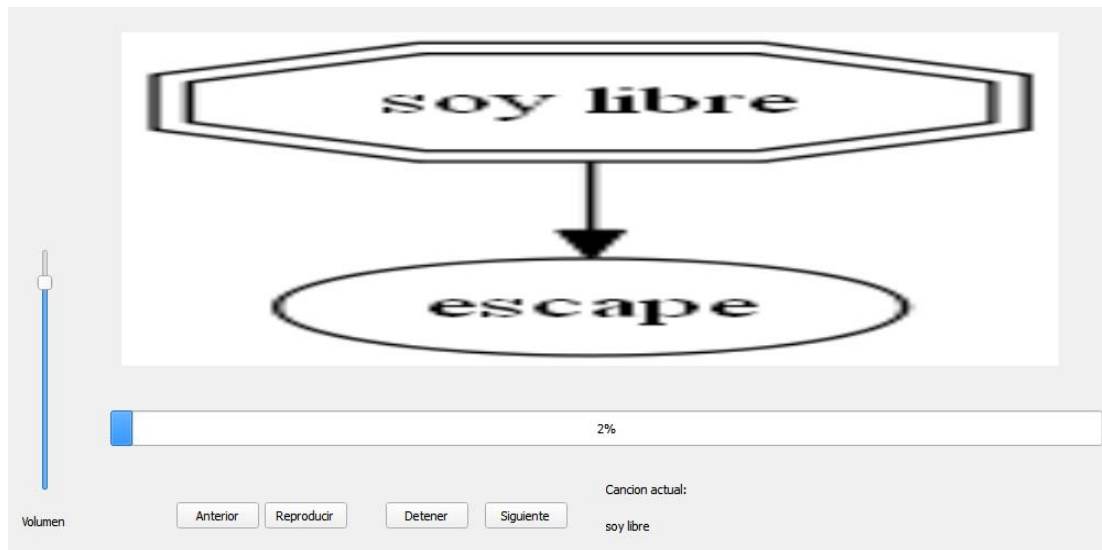 soy libre
escape
2%
Cancion actual:
Volumen
Anterior Reproducir Detener Siguiente
soy libre